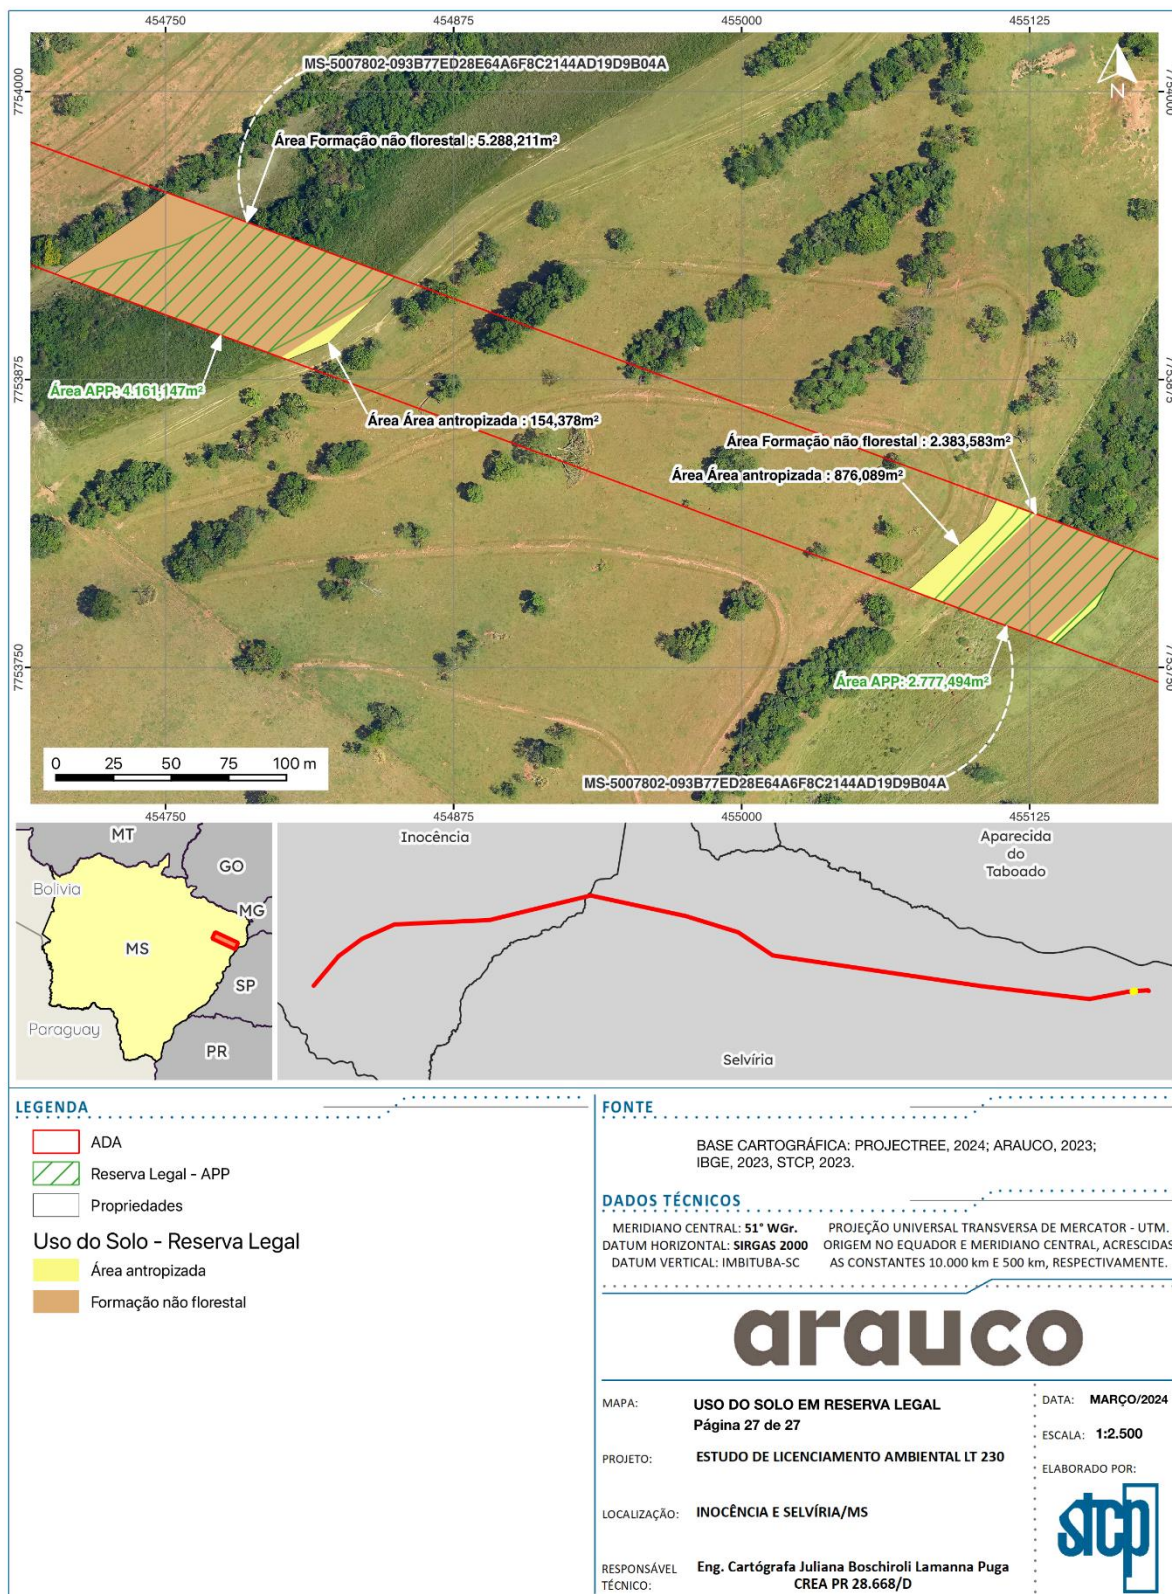 454750 454875 455000 455125
7754000 7754000
MS-5007802-093B77ED28E64A6F8C2144AD19D9B04A
N
Área Formação não florestal : 5.288,211m²
7753875 7753875
Área APP: 4.161,147m²
Área Área antropizada : 154,378m²
Área Formação não florestal : 2.383,583m²
Área Área antropizada : 876,089m²
7753750 7753750
Área APP: 2.777,494m²
0 25 50 75 100 m
MS-5007802-093B77ED28E64A6F8C2144AD19D9B04A
454750 454875 455000 455125
MT
GO
Bolivia
MG
MS
SP
Paraguay
PR
Inocência
Aparecida
do
Taboado
Selvíria
LEGENDA
ADA
Reserva Legal - APP
Propriedades
Uso do Solo - Reserva Legal
Área antropizada
Formação não florestal
FONTE
BASE CARTOGRÁFICA: PROJECTREE, 2024; ARAUCO, 2023;
IBGE, 2023, STCP, 2023.
DADOS TÉCNICOS
MERIDIANO CENTRAL: 51° WGr.
DATUM HORIZONTAL: SIRGAS 2000
DATUM VERTICAL: IMBITUBA-SC
PROJEÇÃO UNIVERSAL TRANSVERSA DE MERCATOR - UTM.
ORIGEM NO EQUADOR E MERIDIANO CENTRAL, ACRESCIDAS
AS CONSTANTES 10.000 km E 500 km, RESPECTIVAMENTE.
arauco
MAPA: USO DO SOLO EM RESERVA LEGAL
Página 27 de 27
PROJETO: ESTUDO DE LICENCIAMENTO AMBIENTAL LT 230
LOCALIZAÇÃO: INOCÊNCIA E SELVÍRIA/MS
RESPONSÁVEL
TÉCNICO:
Eng. Cartógrafa Juliana Boschiroli Lamanna Puga
CREA PR 28.668/D
DATA: MARÇO/2024
ESCALA: 1:2.500
ELABORADO POR:
stcp